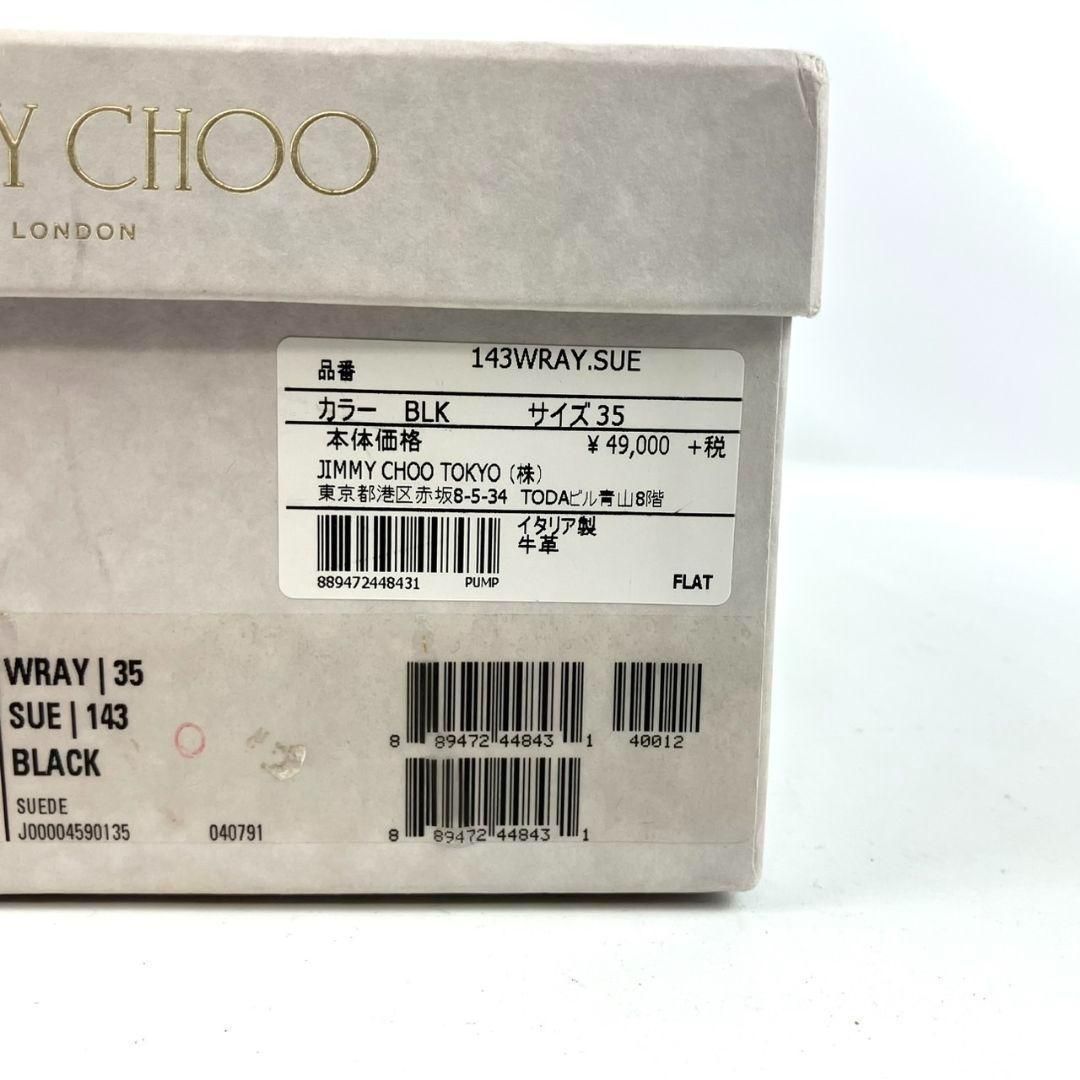 Y CHOO
LONDON
品番 143WRAY.SUE
カラー BLK サイズ 35
本体価格 ¥ 49,000 +税
JIMMY CHOO TOKYO (株)
東京都港区赤坂8-5-34 TODAビル青山8階
イタリア製
牛革
889472448431 PUMP FLAT
WRAY | 35
SUE | 143
BLACK
SUEDE
J00004590135 040791
8 89472 44843 1 40012
8 89472 44843 1